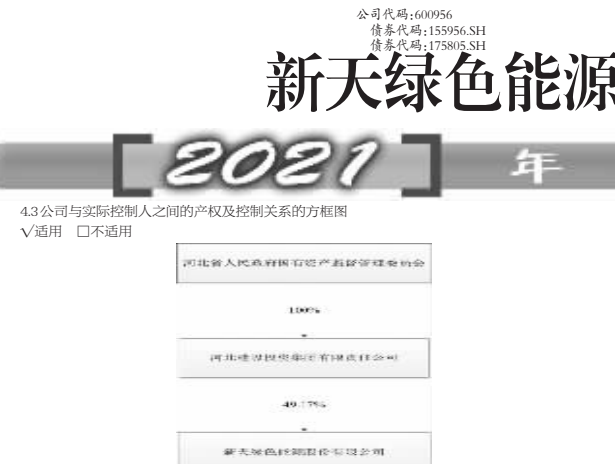 公司代码:600956
债券代码:155956.SH
债券代码:175805.SH
新天绿色能源
2021 年
4.3公司与实际控制人之间的产权及控制关系的方框图
√适用 □不适用
河北省人民政府国有资产监督管理委员会
100%
河北建设投资集团有限责任公司
49.17%
新天绿色能源股份有限公司